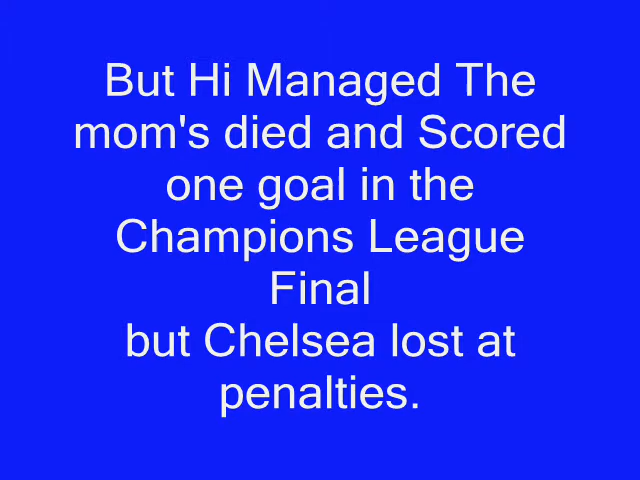 But Hi Managed The
mom's died and Scored
one goal in the
Champions League
Final
but Chelsea lost at
penalties.